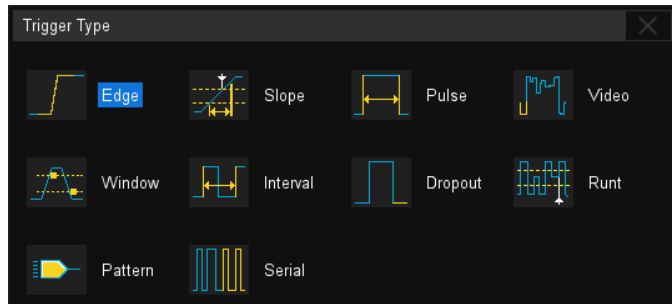 Trigger Type
Edge Slope Pulse Video
Window Interval Dropout Runt
Pattern Serial